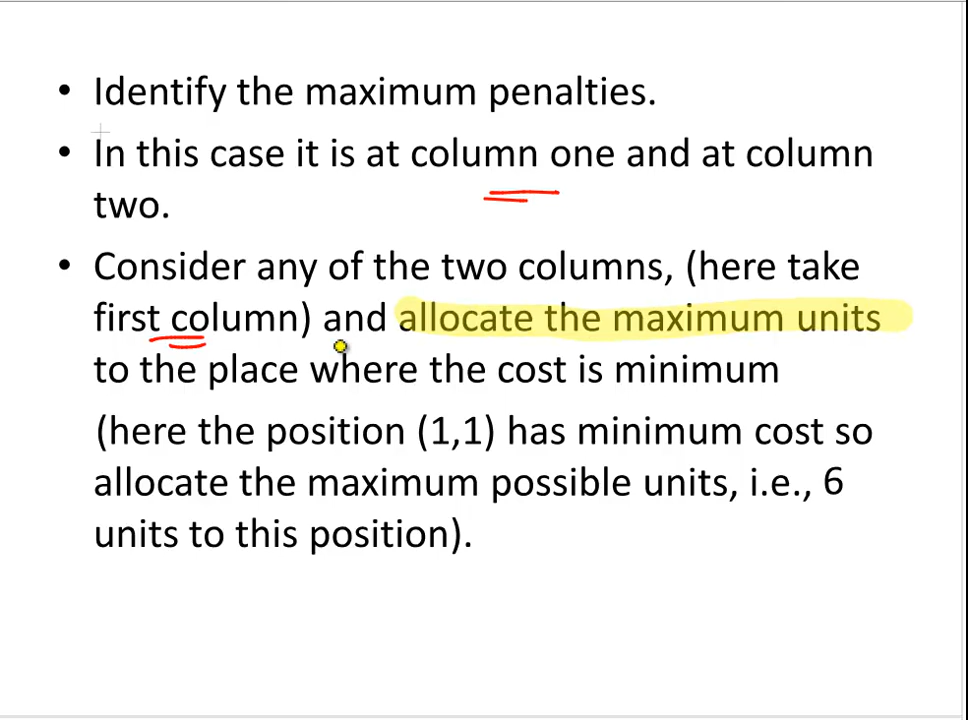 • Identify the maximum penalties.
• In this case it is at column one and at column
two.
• Consider any of the two columns, (here take
first column) and allocate the maximum units
to the place where the cost is minimum
(here the position (1,1) has minimum cost so
allocate the maximum possible units, i.e., 6
units to this position).